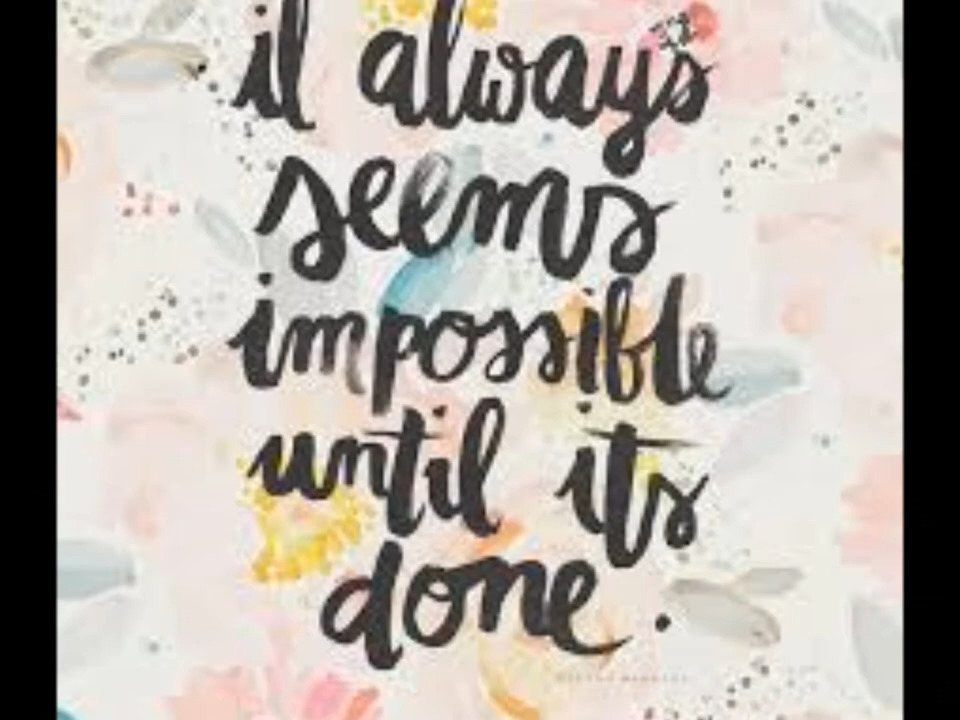 it always
seems
impossible
until its
done.